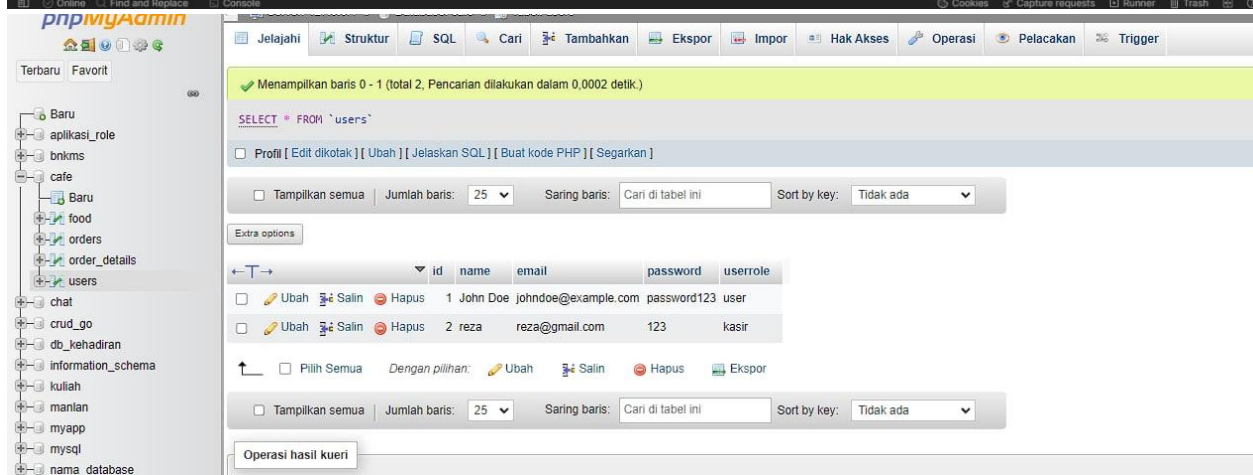 Online Find and Replace Console Cookies Capture requests Runner Trash
phpMyAdmin
Terbaru Favorit
Baru
aplikasi_role
bnkms
cafe
Baru
food
orders
order_details
users
chat
crud_go
db_kehadiran
information_schema
kuliah
manlan
myapp
mysql
nama_database
Jelajahi Struktur SQL Cari Tambahkan Ekspor Impor Hak Akses Operasi Pelacakan Trigger
Menampilkan baris 0 - 1 (total 2, Pencarian dilakukan dalam 0,0002 detik.)
SELECT * FROM `users`
Profil [ Edit dikotak ] [ Ubah ] [ Jelaskan SQL ] [ Buat kode PHP ] [ Segarkan ]
Tampilkan semua | Jumlah baris: 25 Saring baris: Cari di tabel ini Sort by key: Tidak ada
Extra options
←T→ id name email password userrole
Ubah Salin Hapus 1 John Doe johndoe@example.com password123 user
Ubah Salin Hapus 2 reza reza@gmail.com 123 kasir
Pilih Semua Dengan pilihan: Ubah Salin Hapus Ekspor
Tampilkan semua | Jumlah baris: 25 Saring baris: Cari di tabel ini Sort by key: Tidak ada
Operasi hasil kueri